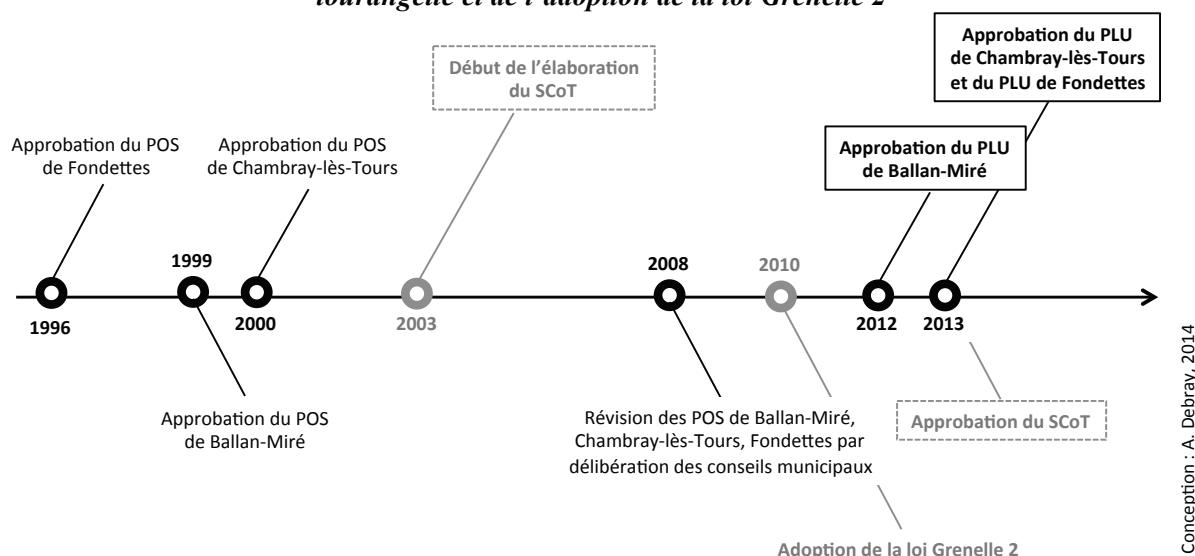 tourangelle et de l'adoption de la loi Grenelle 2
Approbation du PLU
de Chambray-lès-Tours
et du PLU de Fondettes
Début de l'élaboration
du SCoT
Approbation du POS
de Fondettes
Approbation du POS
de Chambray-lès-Tours
Approbation du PLU
de Ballan-Miré
1999
2008
2010
1996
2000
2003
2012
2013
Approbation du POS
de Ballan-Miré
Révision des POS de Ballan-Miré,
Chambray-lès-Tours, Fondettes par
délibération des conseils municipaux
Approbation du SCoT
Adoption de la loi Grenelle 2
Conception : A. Debray, 2014